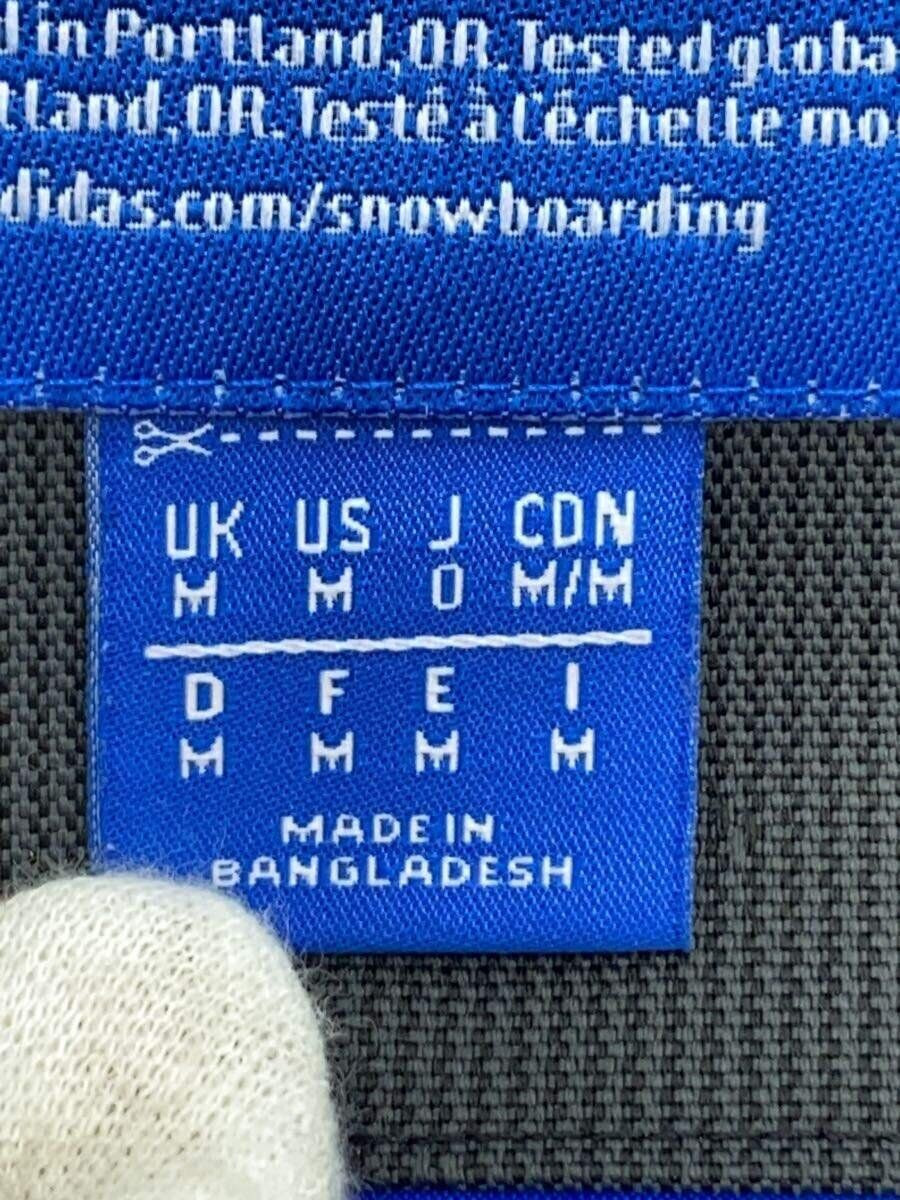 in Portland, OR. Tested globa
tland, OR. Testé à l'échelle mo
didas.com/snowboarding
UK US J CDN
M M O M/M
D F E I
M M M M
MADE IN
BANGLADESH